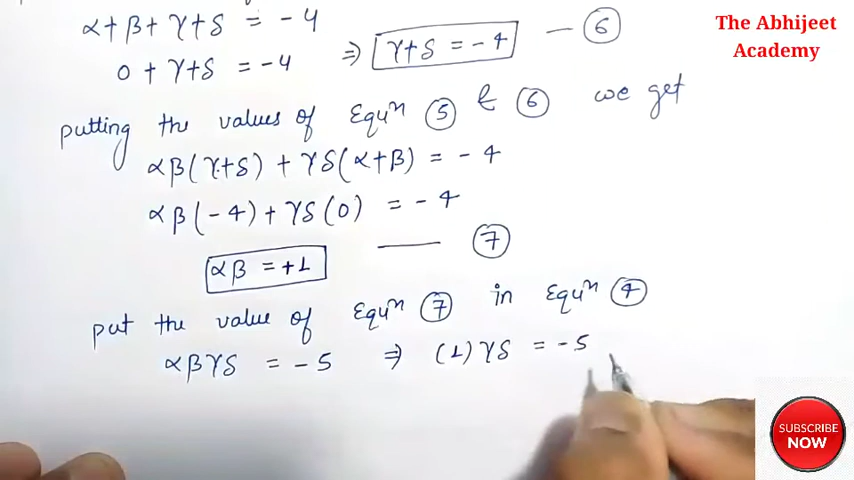 α+β+γ+δ = -4
0 + γ+δ = -4 ⇒ γ+δ = -4 — ⑥
putting the values of Equⁿ ⑤ & ⑥ we get
αβ(γ+δ) + γδ(α+β) = -4
αβ(-4) + γδ(0) = -4
αβ = +1 — ⑦
put the value of Equⁿ ⑦ in Equⁿ ④
αβγδ = -5 ⇒ (1)γδ = -5
The Abhijeet
Academy
SUBSCRIBE
NOW